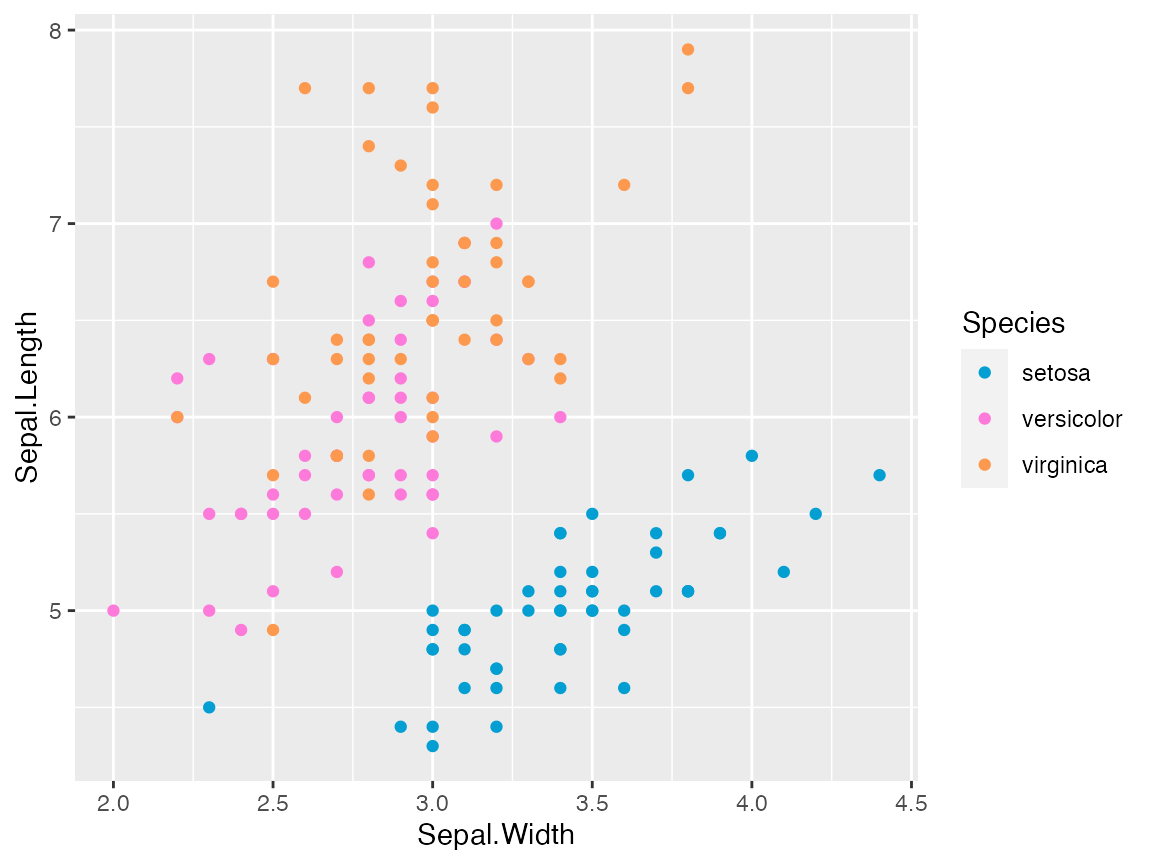 8
7
6
5
Sepal.Length
2.0 2.5 3.0 3.5 4.0 4.5
Sepal.Width
Species
setosa
versicolor
virginica